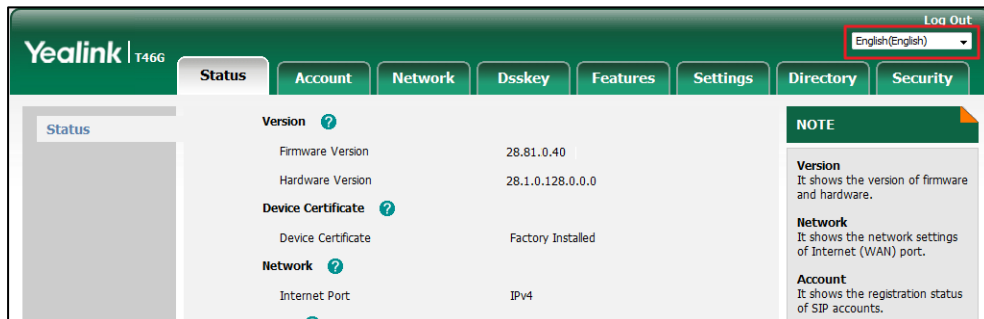 Log Out
English(English)
Yealink | T46G
Status Account Network Dsskey Features Settings Directory Security
Status
Version ?
Firmware Version 28.81.0.40
Hardware Version 28.1.0.128.0.0.0
Device Certificate ?
Device Certificate Factory Installed
Network ?
Internet Port IPv4
NOTE
Version
It shows the version of firmware
and hardware.
Network
It shows the network settings
of Internet (WAN) port.
Account
It shows the registration status
of SIP accounts.